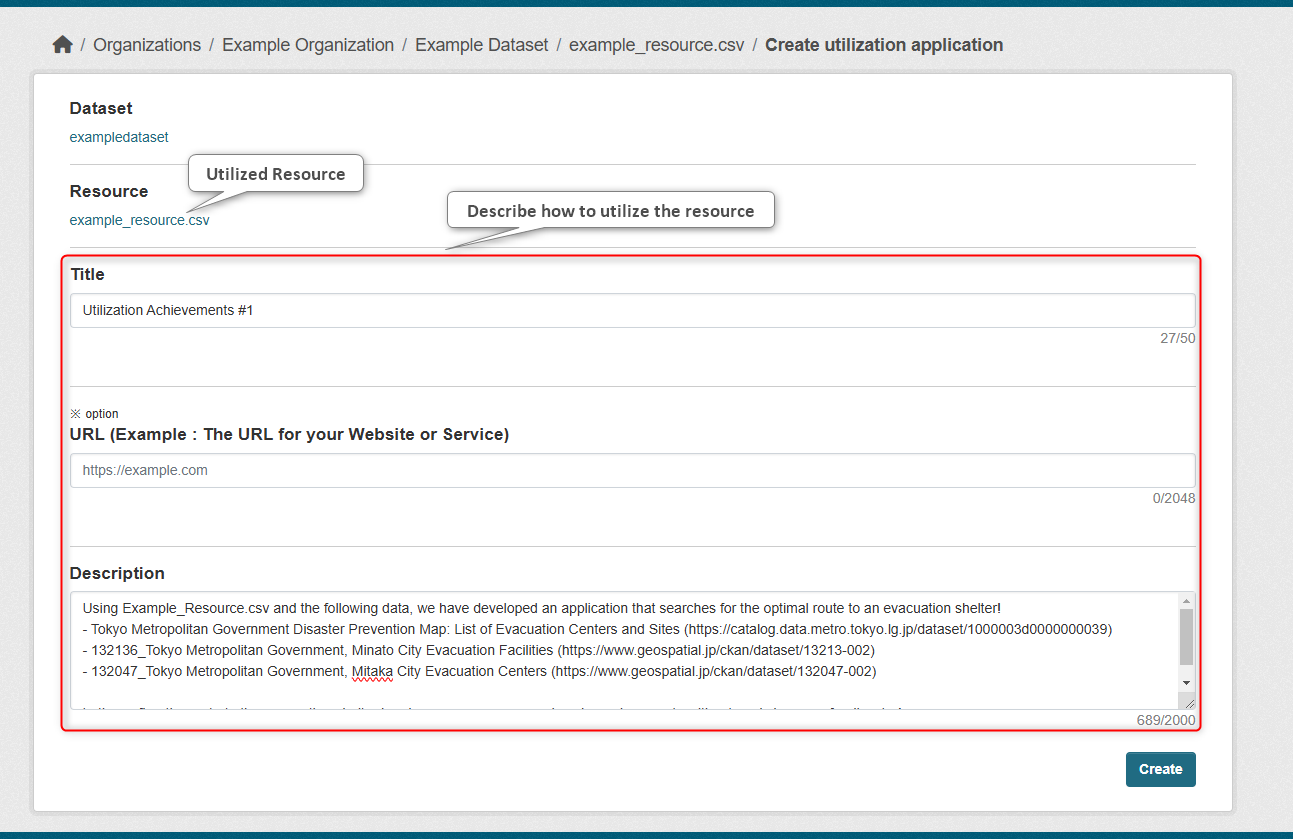 / Organizations / Example Organization / Example Dataset / example_resource.csv / Create utilization application
Dataset
exampledataset
Utilized Resource
Resource
example_resource.csv
Describe how to utilize the resource
Title
Utilization Achievements #1
27/50
※ option
URL (Example : The URL for your Website or Service)
https://example.com
0/2048
Description
Using Example_Resource.csv and the following data, we have developed an application that searches for the optimal route to an evacuation shelter!
- Tokyo Metropolitan Government Disaster Prevention Map: List of Evacuation Centers and Sites (https://catalog.data.metro.tokyo.lg.jp/dataset/1000003d0000000039)
- 132136_Tokyo Metropolitan Government, Minato City Evacuation Facilities (https://www.geospatial.jp/ckan/dataset/13213-002)
- 132047_Tokyo Metropolitan Government, Mitaka City Evacuation Centers (https://www.geospatial.jp/ckan/dataset/132047-002)
689/2000
Create